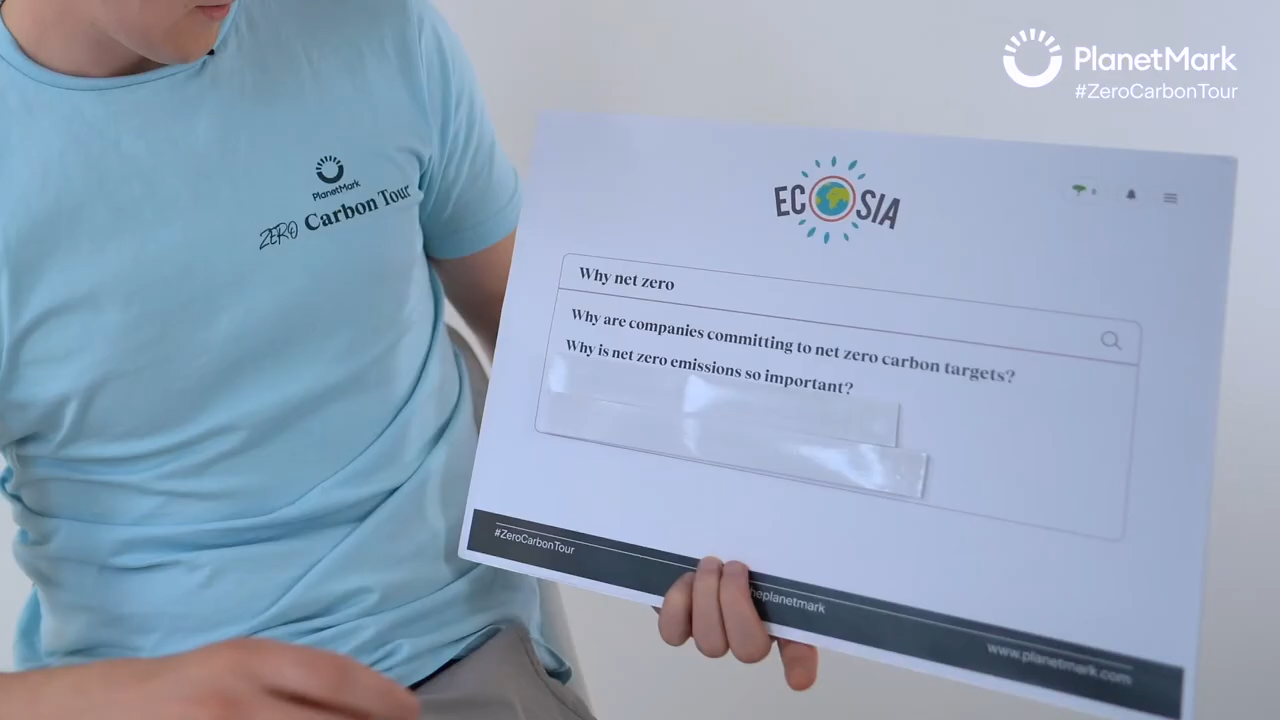 PlanetMark
#ZeroCarbonTour
PlanetMark
ZERO Carbon Tour
ECOSIA
Why net zero
Why are companies committing to net zero carbon targets?
Why is net zero emissions so important?
#ZeroCarbonTour
heplanetmark
www.planetmark.com